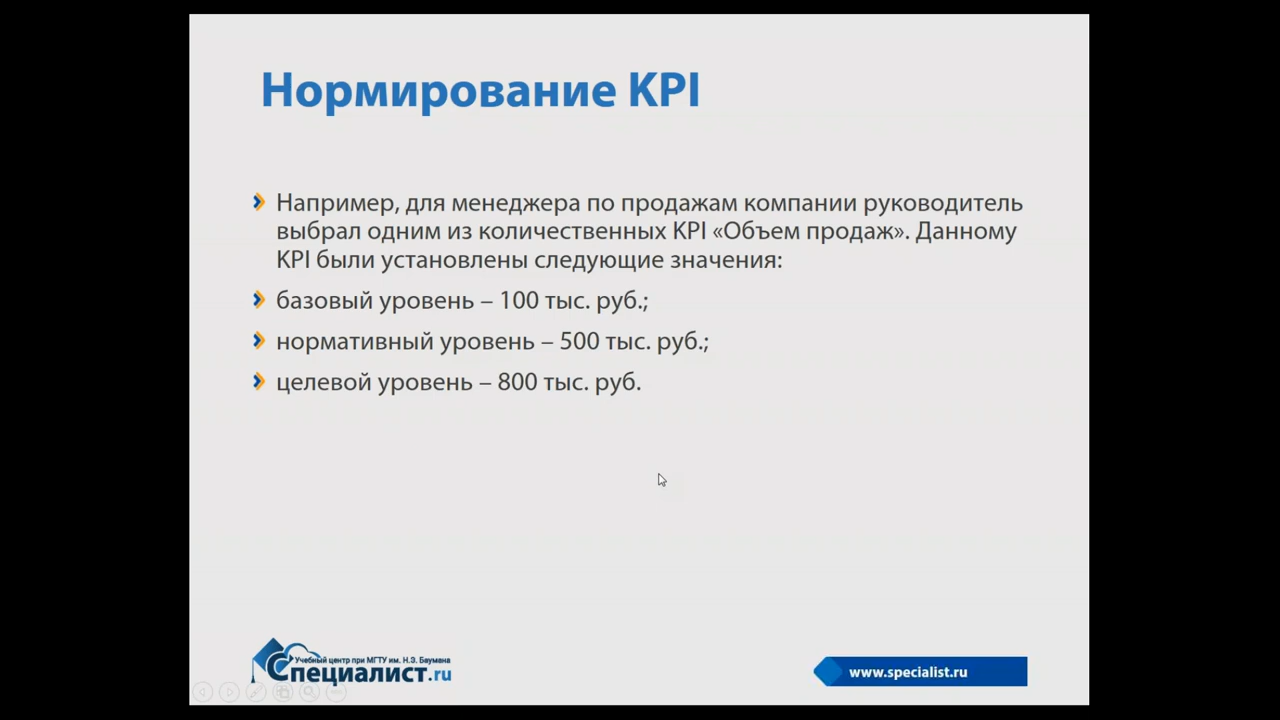 Нормирование KPI
Например, для менеджера по продажам компании руководитель
выбрал одним из количественных KPI «Объем продаж». Данному
KPI были установлены следующие значения:
базовый уровень – 100 тыс. руб.;
нормативный уровень – 500 тыс. руб.;
целевой уровень – 800 тыс. руб.
Учебный центр при МГТУ им. Н.Э. Баумана
Специалист.ru
www.specialist.ru